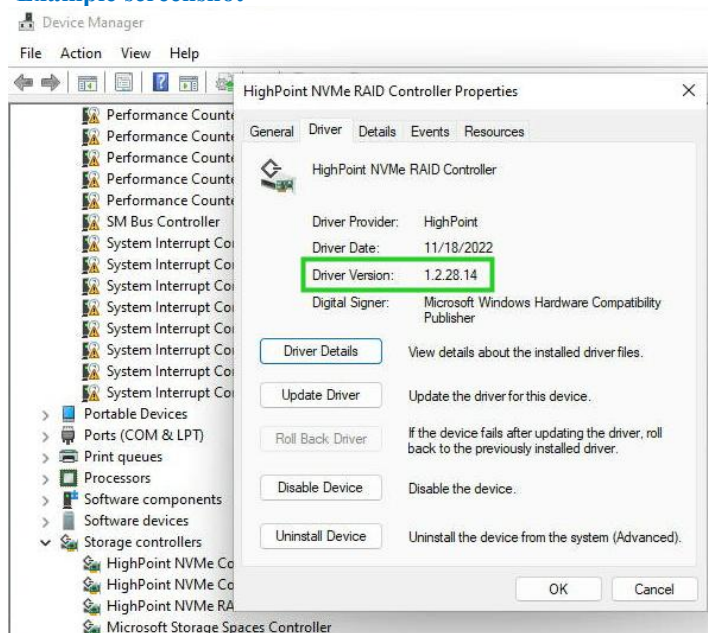 Example screenshot
Device Manager
File Action View Help
HighPoint NVMe RAID Controller Properties
General Driver Details Events Resources
HighPoint NVMe RAID Controller
Driver Provider: HighPoint
Driver Date: 11/18/2022
Driver Version: 1.2.28.14
Digital Signer: Microsoft Windows Hardware Compatibility
Publisher
Driver Details View details about the installed driver files.
Update Driver Update the driver for this device.
Roll Back Driver If the device fails after updating the driver, roll
back to the previously installed driver.
Disable Device Disable the device.
Uninstall Device Uninstall the device from the system (Advanced).
OK Cancel
Performance Counte
Performance Counte
Performance Counte
Performance Counte
Performance Counte
SM Bus Controller
System Interrupt Co
System Interrupt Co
System Interrupt Co
System Interrupt Co
System Interrupt Co
System Interrupt Co
System Interrupt Co
System Interrupt Co
Portable Devices
Ports (COM & LPT)
Print queues
Processors
Software components
Software devices
Storage controllers
HighPoint NVMe Co
HighPoint NVMe Co
HighPoint NVMe RA
Microsoft Storage Spaces Controller